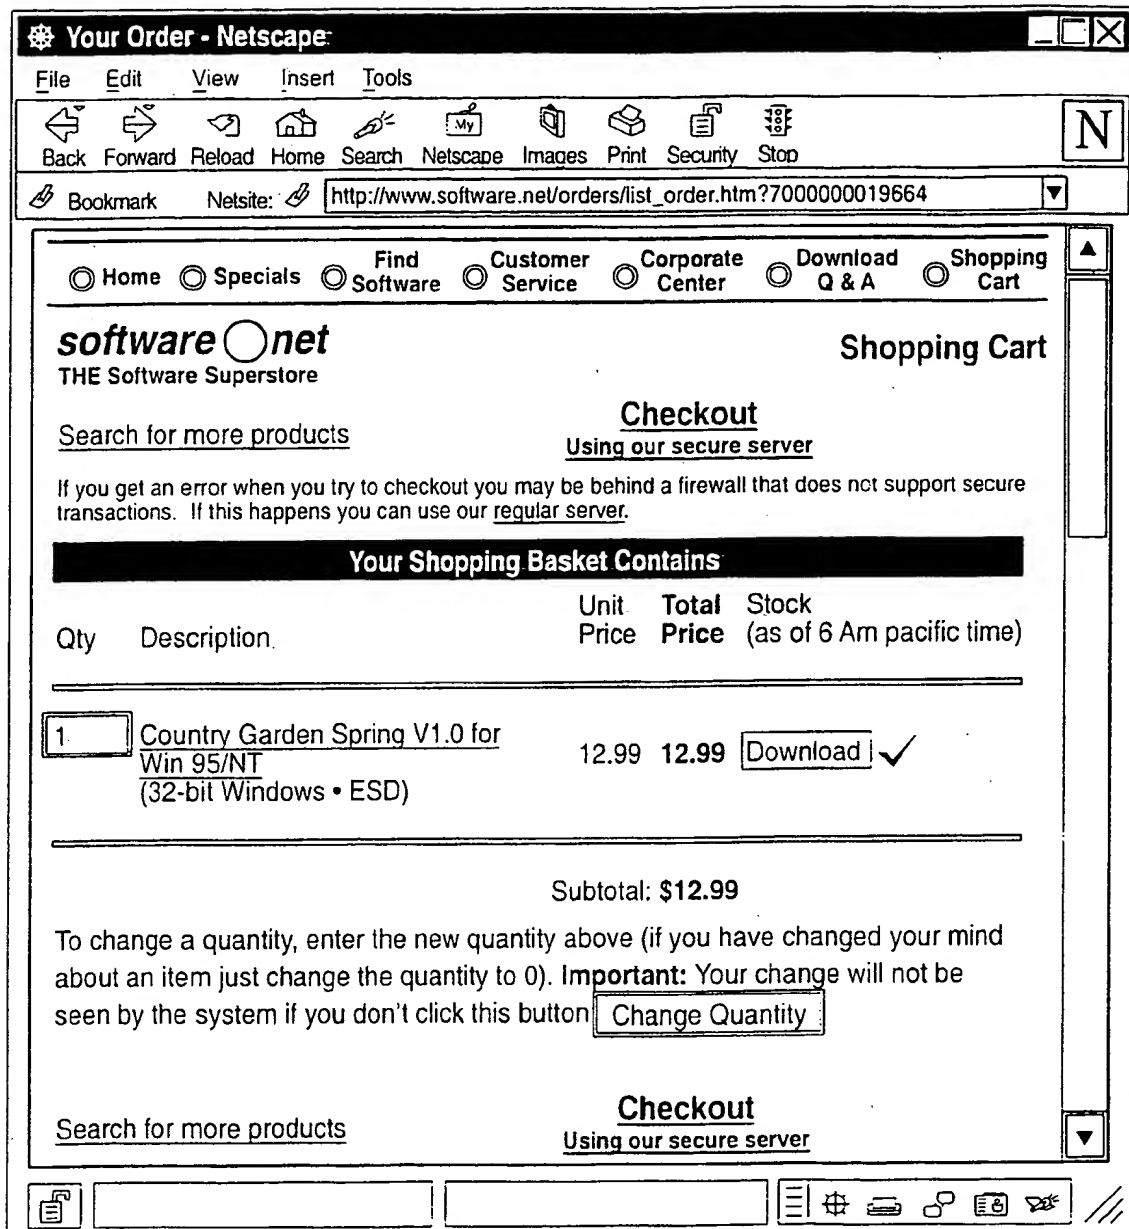 Your Order - Netscape
File Edit View Insert Tools
Back Forward Reload Home Search Netscape Images Print Security Stop
My
N
Bookmark Netsite: http://www.software.net/orders/list_order.htm?7000000019664
Home Specials Find Software Customer Service Corporate Center Download Q & A Shopping Cart
software net
THE Software Superstore
Shopping Cart
Search for more products
Checkout
Using our secure server
If you get an error when you try to checkout you may be behind a firewall that does not support secure
transactions. If this happens you can use our regular server.
Your Shopping Basket Contains
Qty Description Unit Price Total Price Stock (as of 6 Am pacific time)
1 Country Garden Spring V1.0 for 12.99 12.99 Download
Win 95/NT
(32-bit Windows • ESD)
Subtotal: $12.99
To change a quantity, enter the new quantity above (if you have changed your mind
about an item just change the quantity to 0). Important: Your change will not be
seen by the system if you don't click this button Change Quantity
Search for more products
Checkout
Using our secure server